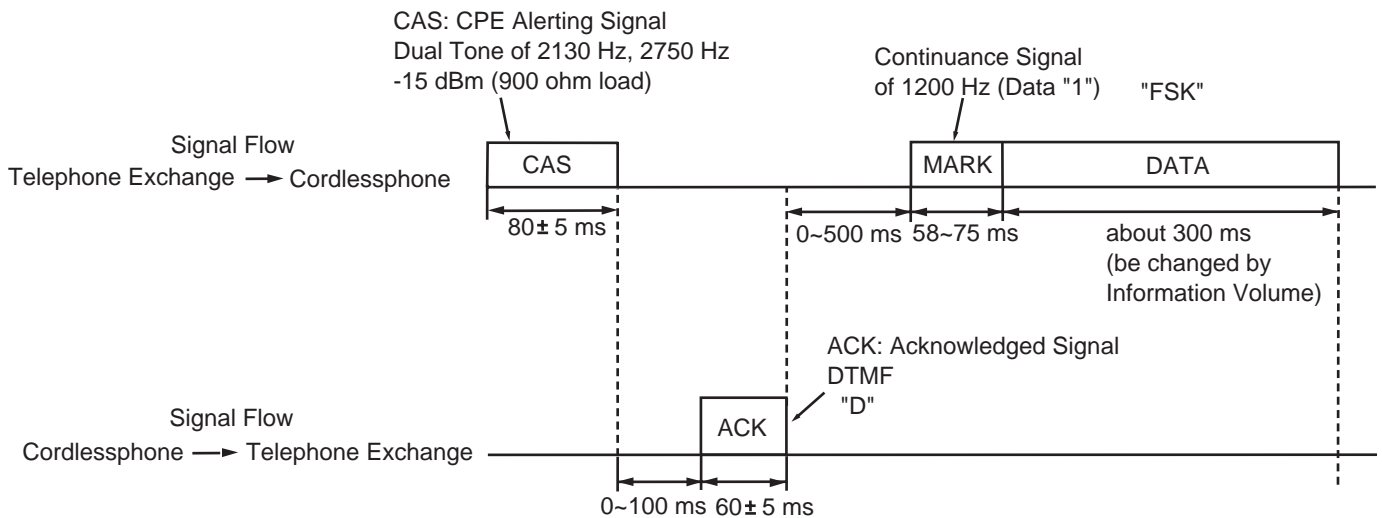 CAS: CPE Alerting Signal
Dual Tone of 2130 Hz, 2750 Hz
-15 dBm (900 ohm load)
Continuance Signal
of 1200 Hz (Data "1")
"FSK"
Signal Flow
Telephone Exchange → Cordlessphone
CAS
MARK
DATA
80± 5 ms
0~500 ms
58~75 ms
about 300 ms
(be changed by
Information Volume)
ACK: Acknowledged Signal
DTMF
"D"
Signal Flow
Cordlessphone → Telephone Exchange
ACK
0~100 ms
60± 5 ms